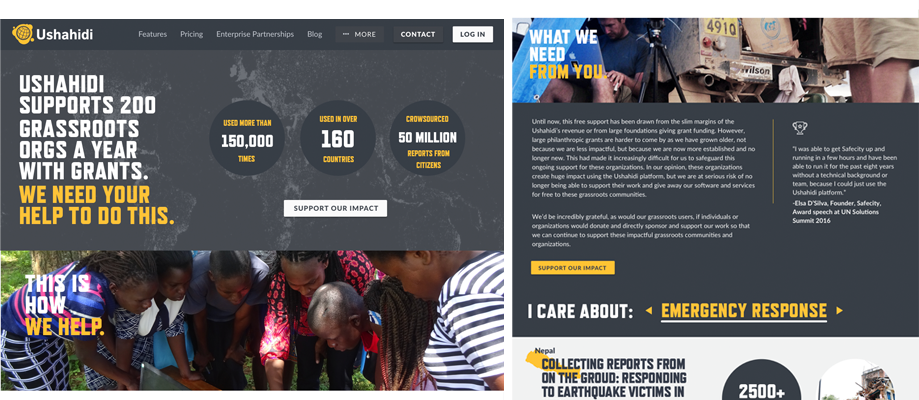 Ushahidi
Features Pricing Enterprise Partnerships Blog ••• MORE CONTACT LOG IN
USHAHIDI
SUPPORTS 200
GRASSROOTS
ORGS A YEAR
WITH GRANTS.
WE NEED YOUR
HELP TO DO THIS.
USED MORE THAN
150,000
TIMES
USED IN OVER
160
COUNTRIES
CROWDSOURCED
50 MILLION
REPORTS FROM
CITIZENS
SUPPORT OUR IMPACT
THIS IS
HOW
WE HELP.
WHAT WE
NEED
FROM YOU.
Wilson
Until now, this free support has been drawn from the slim margins of the
Ushahidi's revenue or from large foundations giving grant funding. However,
large philanthropic grants are harder to come by as we have grown older, not
because we are less impactful, but because we are now more established and no
longer new. This had made it increasingly difficult for us to safeguard this
ongoing support for these organizations. In our opinion, these organizations
create huge impact using the Ushahidi platform, but we are at serious risk of no
longer being able to support their work and give away our software and services
for free to these grassroots communities.
We'd be incredibly grateful, as would our grassroots users, if individuals or
organizations would donate and directly sponsor and support our work so that
we can continue to support these impactful grassroots communities and
organizations.
SUPPORT OUR IMPACT
"I was able to get Safecity up and
running in a few hours and have been
able to run it for the past eight years
without a technical background or
team, because I could just use the
Ushahidi platform."
-Elsa D'Silva, Founder, Safecity,
Award speech at UN Solutions
Summit 2016
I CARE ABOUT: EMERGENCY RESPONSE
Nepal
COLLECTING REPORTS FROM
ON THE GROUD: RESPONDING
TO EARTHQUAKE VICTIMS IN
2500+